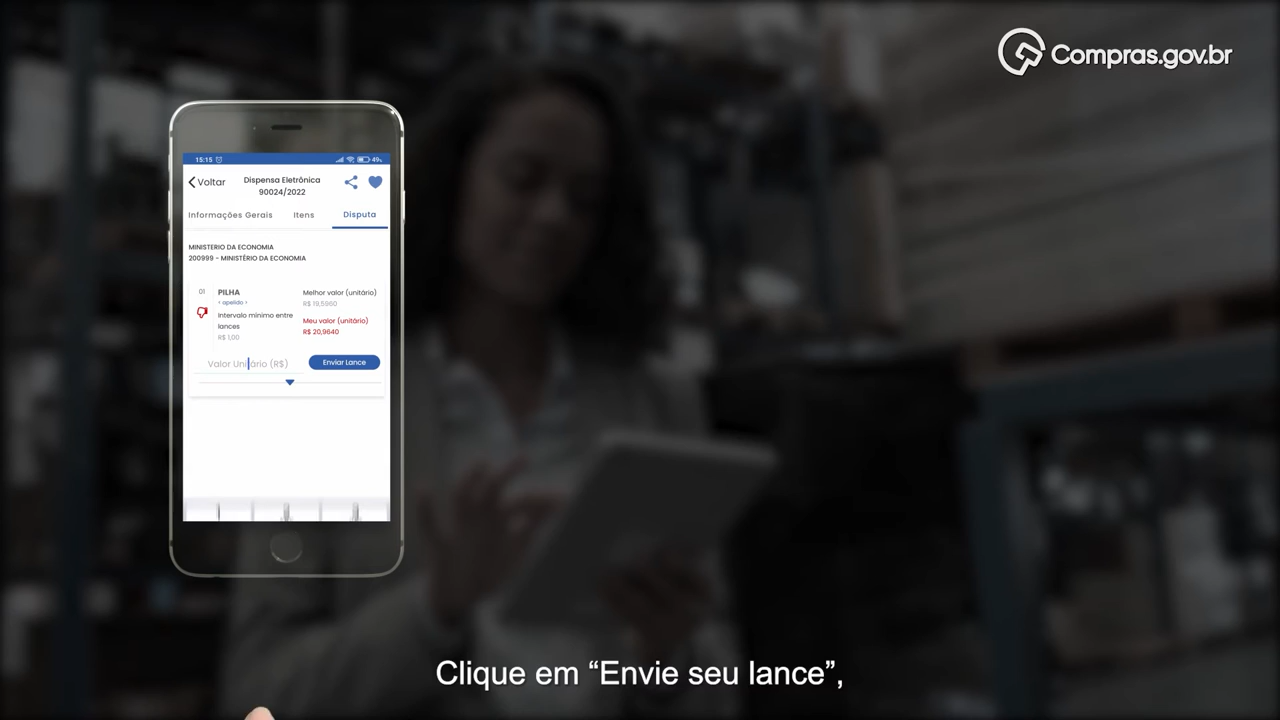 Compras.gov.br
15:15
49%
Voltar
Dispensa Eletrônica
90024/2022
Informações Gerais
Itens
Disputa
MINISTERIO DA ECONOMIA
200999 - MINISTÉRIO DA ECONOMIA
01
PILHA
< apelido >
Intervalo mínimo entre
lances
R$ 1,00
Melhor valor (unitário)
R$ 19,5960
Meu valor (unitário)
R$ 20,9640
Valor Unitário (R$)
Enviar Lance
Clique em “Envie seu lance”,